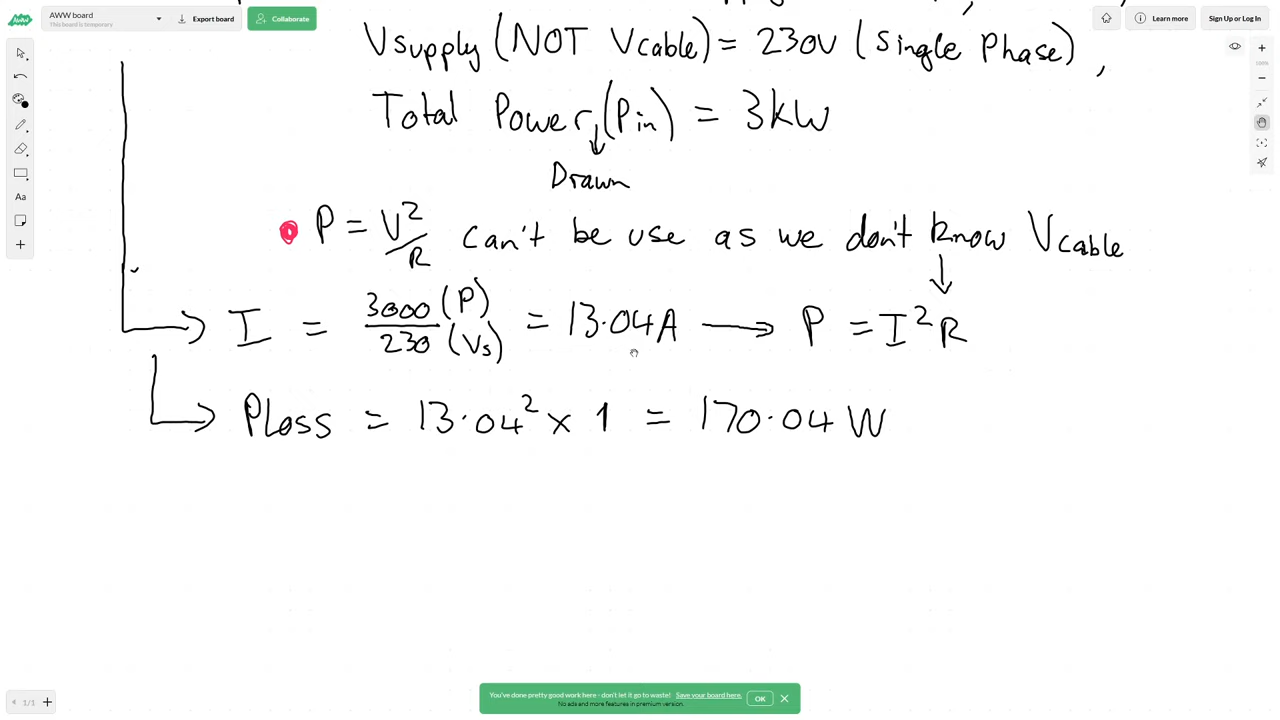 AWW board
This board is temporary
Export board
Collaborate
Learn more
Sign Up or Log In
Vsupply (NOT Vcable) = 230V (Single Phase),
100%
Total Power (Pin) = 3kW
Drawn
P = V²/R can't be use as we don't know Vcable
Aa
I = 3000 (P) / 230 (Vs) = 13.04A → P = I²R
PLoss = 13.04² x 1 = 170.04 W
You've done pretty good work here - don't let it go to waste! Save your board here.
No ads and more features in premium version.
OK
1/1